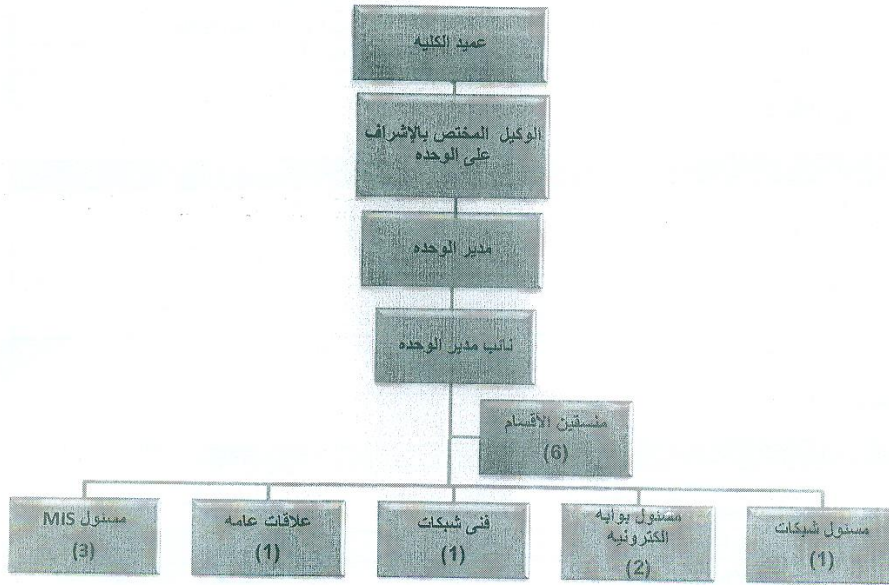 عميد الكليه
الوكيل المختص بالإشراف
على الوحده
مدير الوحده
نائب مدير الوحده
منسقين الأقسام
(6)
مسئول شبكات
(1)
مسئول بوابه
الكترونيه
(2)
فنى شبكات
(1)
علاقات عامه
(1)
مسئول MIS
(3)